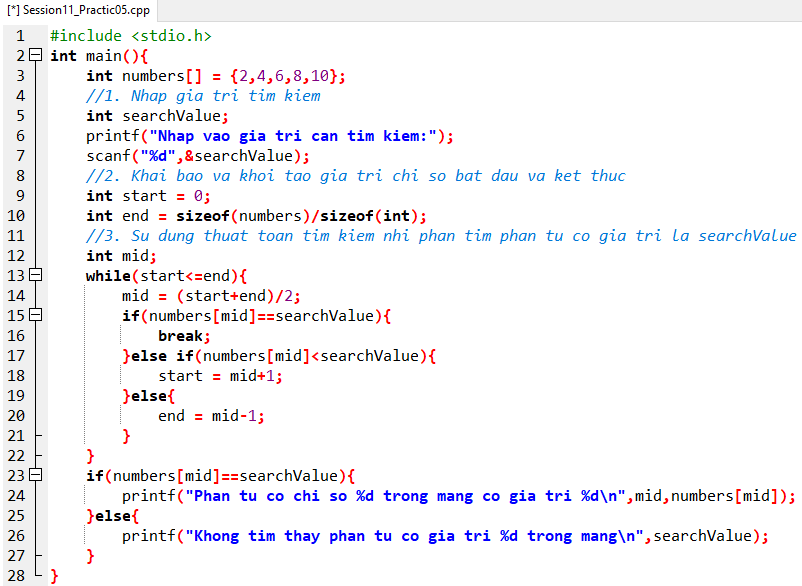 [*] Session11_Practic05.cpp
1 #include <stdio.h>
2 int main(){
3     int numbers[] = {2,4,6,8,10};
4     //1. Nhap gia tri tim kiem
5     int searchValue;
6     printf("Nhap vao gia tri can tim kiem:");
7     scanf("%d",&searchValue);
8     //2. Khai bao va khoi tao gia tri chi so bat dau va ket thuc
9     int start = 0;
10     int end = sizeof(numbers)/sizeof(int);
11     //3. Su dung thuat toan tim kiem nhi phan tim phan tu co gia tri la searchValue
12     int mid;
13     while(start<=end){
14         mid = (start+end)/2;
15         if(numbers[mid]==searchValue){
16             break;
17         }else if(numbers[mid]<searchValue){
18             start = mid+1;
19         }else{
20             end = mid-1;
21         }
22     }
23     if(numbers[mid]==searchValue){
24         printf("Phan tu co chi so %d trong mang co gia tri %d\n",mid,numbers[mid]);
25     }else{
26         printf("Khong tim thay phan tu co gia tri %d trong mang\n",searchValue);
27     }
28 }